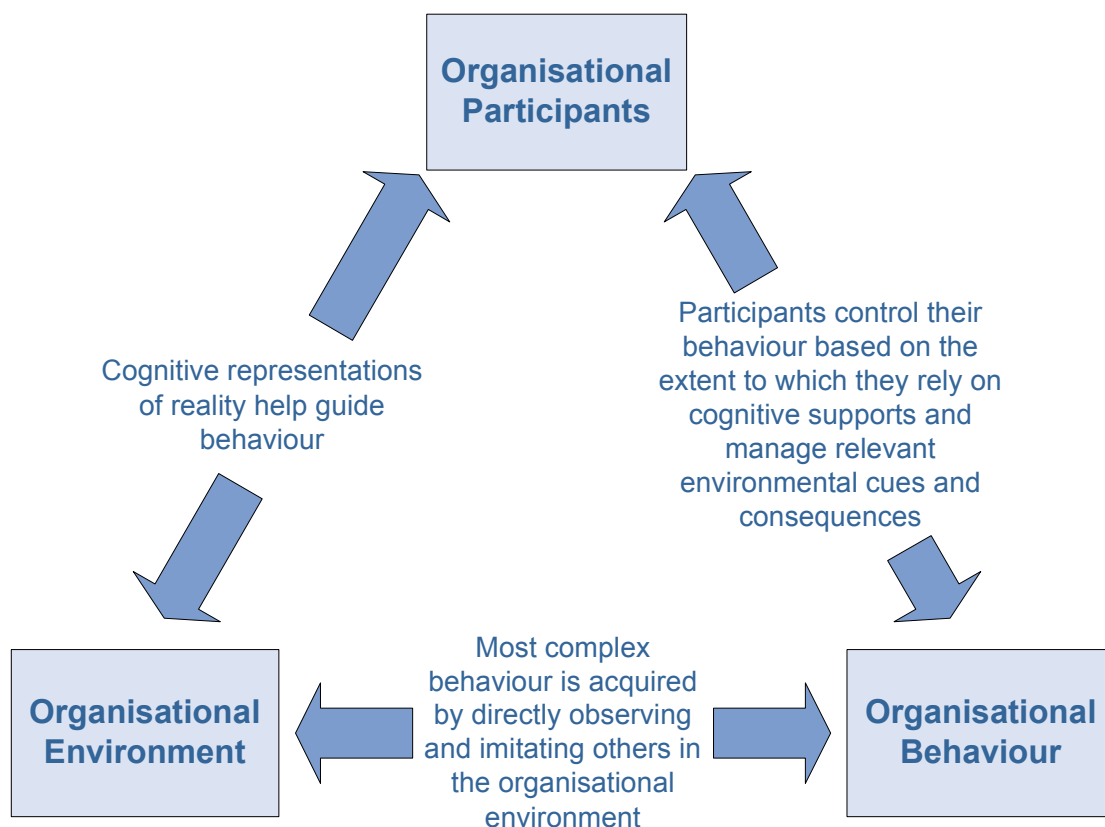 Organisational
Participants
Participants control their
behaviour based on the
extent to which they rely on
cognitive supports and
manage relevant
environmental cues and
consequences
Cognitive representations
of reality help guide
behaviour
Organisational
Environment
Most complex
behaviour is acquired
by directly observing
and imitating others in
the organisational
environment
Organisational
Behaviour